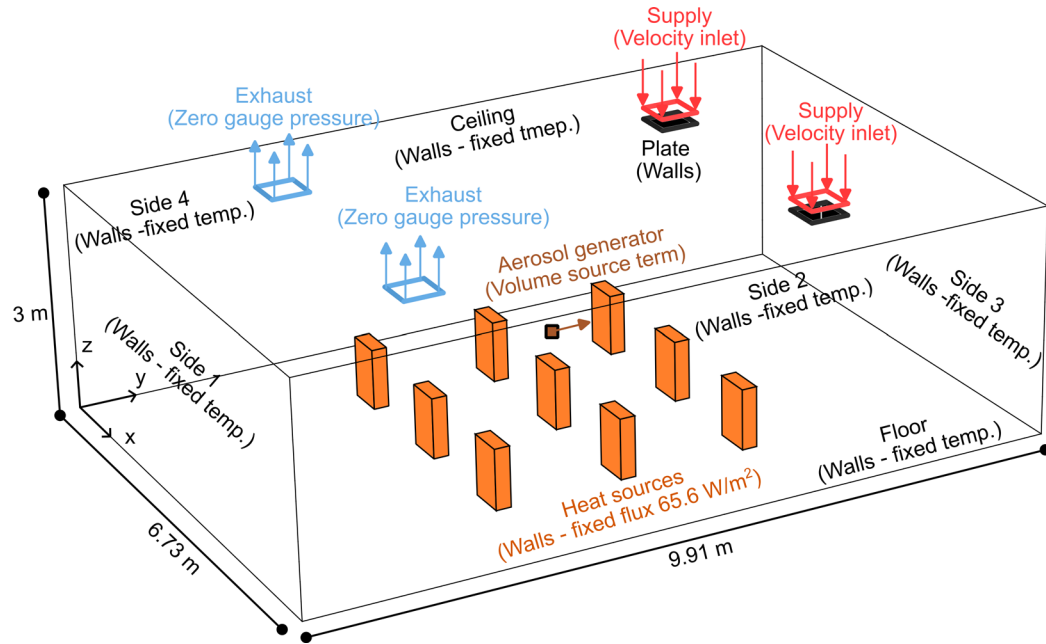 Supply
(Velocity inlet)
Exhaust
(Zero gauge pressure)
Ceiling
(Walls - fixed tmep.)
Supply
(Velocity inlet)
Plate
(Walls)
Side 4
(Walls -fixed temp.)
Exhaust
(Zero gauge pressure)
Aerosol generator
(Volume source term)
Side 2
(Walls -fixed temp.)
Side 3
(Walls -fixed temp.)
3 m
Side 1
(Walls - fixed temp.)
z
y
x
Floor
(Walls - fixed temp.)
Heat sources
(Walls - fixed flux 65.6 W/m²)
6.73 m
9.91 m